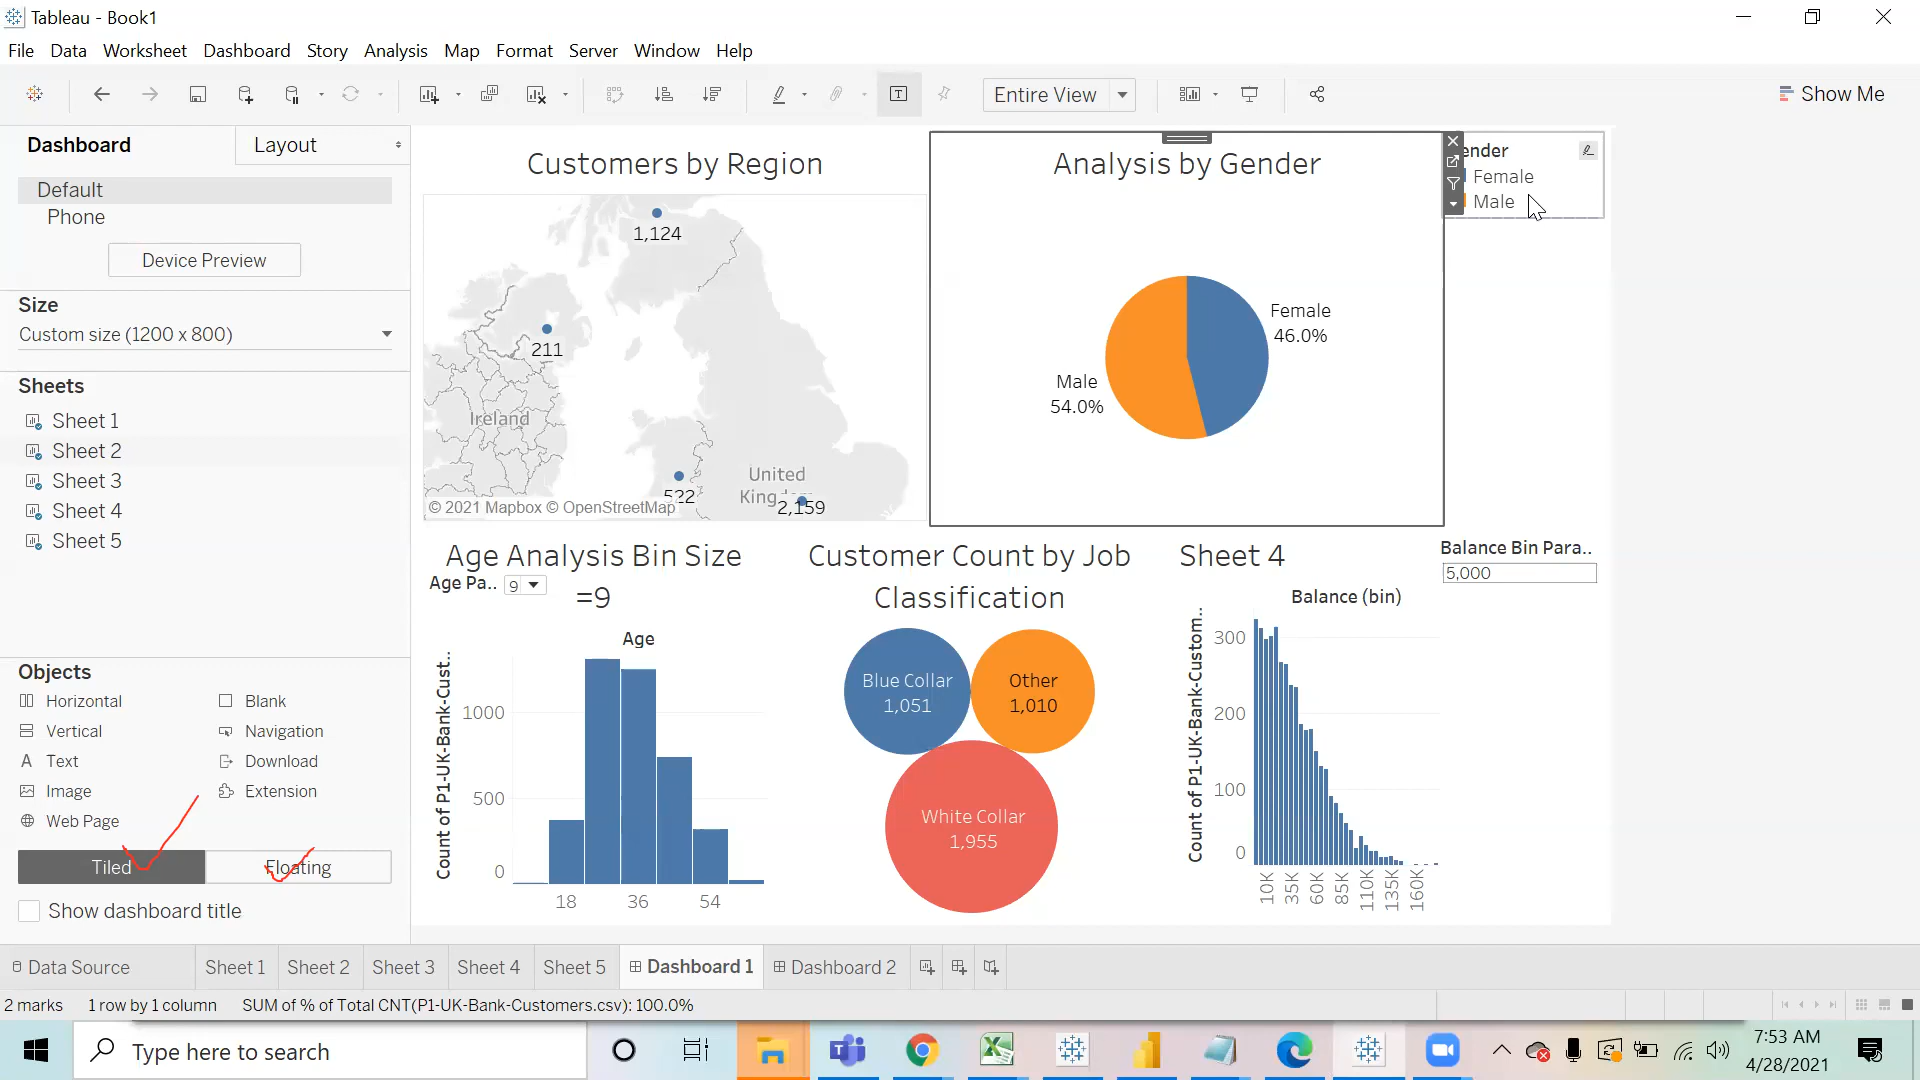 Tableau - Book1
File Data Worksheet Dashboard Story Analysis Map Format Server Window Help
Entire View
Show Me
Dashboard
Layout
Default
Phone
Device Preview
Size
Custom size (1200 x 800)
Sheets
Sheet 1
Sheet 2
Sheet 3
Sheet 4
Sheet 5
Objects
Horizontal
Blank
Vertical
Navigation
Text
Download
Image
Extension
Web Page
Tiled
Floating
Show dashboard title
Customers by Region
1,124
211
Ireland
522
United
Kingd
2,159
© 2021 Mapbox © OpenStreetMap
Analysis by Gender
Female
46.0%
Male
54.0%
ender
Female
Male
Age Analysis Bin Size
=9
Age Pa.. 9
Age
Count of P1-UK-Bank-Cust..
1000
500
0
18 36 54
Customer Count by Job
Classification
Blue Collar
1,051
Other
1,010
White Collar
1,955
Sheet 4
Balance (bin)
Count of P1-UK-Bank-Custom..
300
200
100
0
10K 35K 60K 85K 110K 135K 160K
Balance Bin Para..
5,000
Data Source Sheet 1 Sheet 2 Sheet 3 Sheet 4 Sheet 5 Dashboard 1 Dashboard 2
2 marks 1 row by 1 column SUM of % of Total CNT(P1-UK-Bank-Customers.csv): 100.0%
Type here to search
7:53 AM
4/28/2021